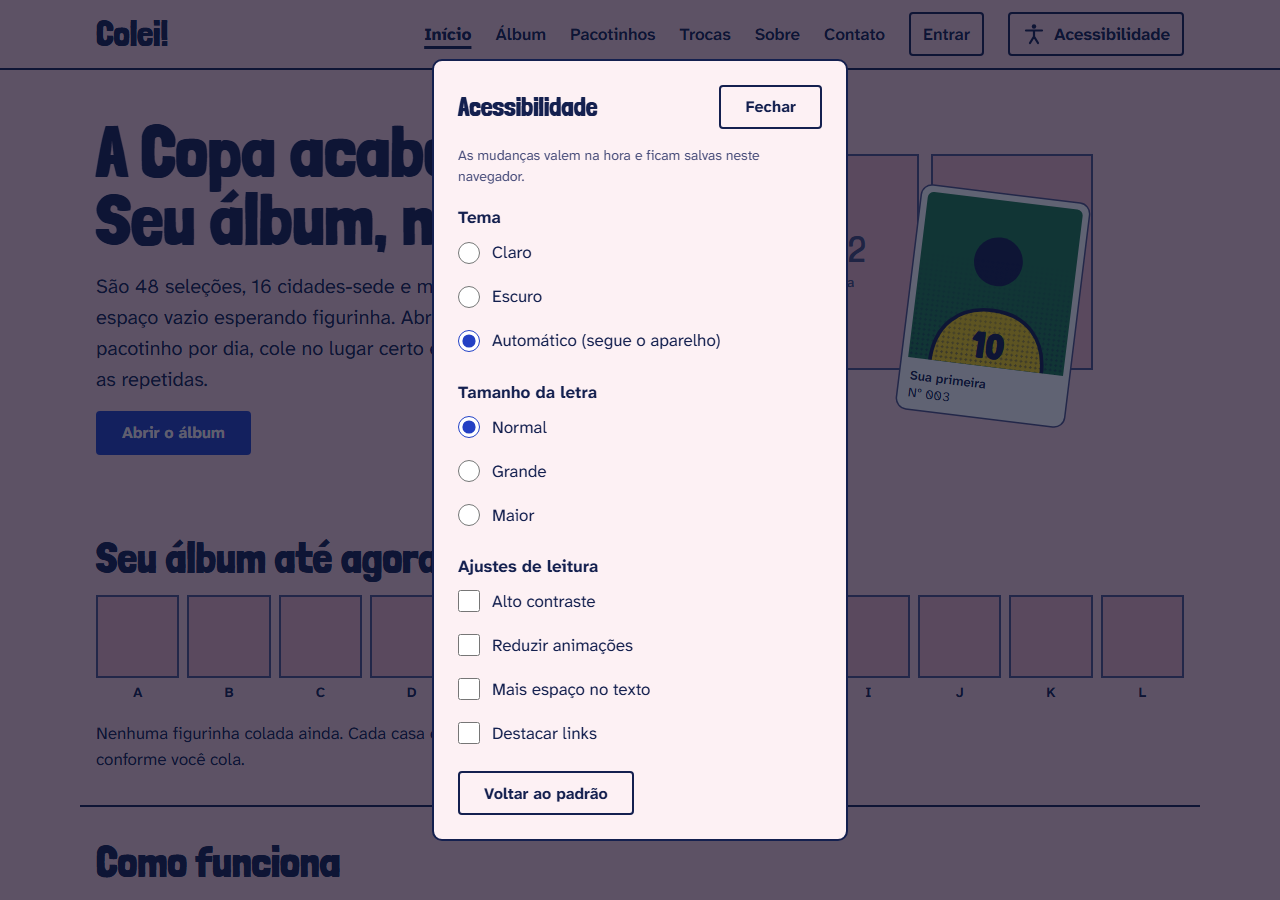 Colei!
Início Álbum Pacotinhos Trocas Sobre Contato Entrar Acessibilidade
A Copa acab
Seu álbum, n
São 48 seleções, 16 cidades-sede e m
espaço vazio esperando figurinha. Abr
pacotinho por dia, cole no lugar certo
as repetidas.
Abrir o álbum
2
a
10
Sua primeira
N° 003
Acessibilidade
Fechar
As mudanças valem na hora e ficam salvas neste
navegador.
Tema
Claro
Escuro
Automático (segue o aparelho)
Tamanho da letra
Normal
Grande
Maior
Ajustes de leitura
Alto contraste
Reduzir animações
Mais espaço no texto
Destacar links
Voltar ao padrão
Seu álbum até agora
A B C D I J K L
Nenhuma figurinha colada ainda. Cada casa
conforme você cola.
Como funciona